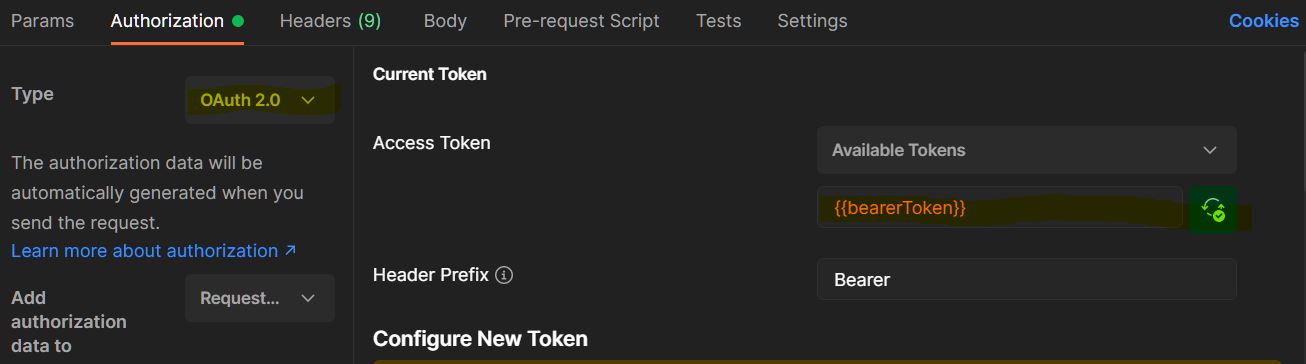 Params Authorization Headers (9) Body Pre-request Script Tests Settings Cookies
Type
OAuth 2.0
The authorization data will be
automatically generated when you
send the request.
Learn more about authorization ↗
Add
authorization
data to
Request...
Current Token
Access Token
Available Tokens
{{bearerToken}}
Header Prefix
Bearer
Configure New Token